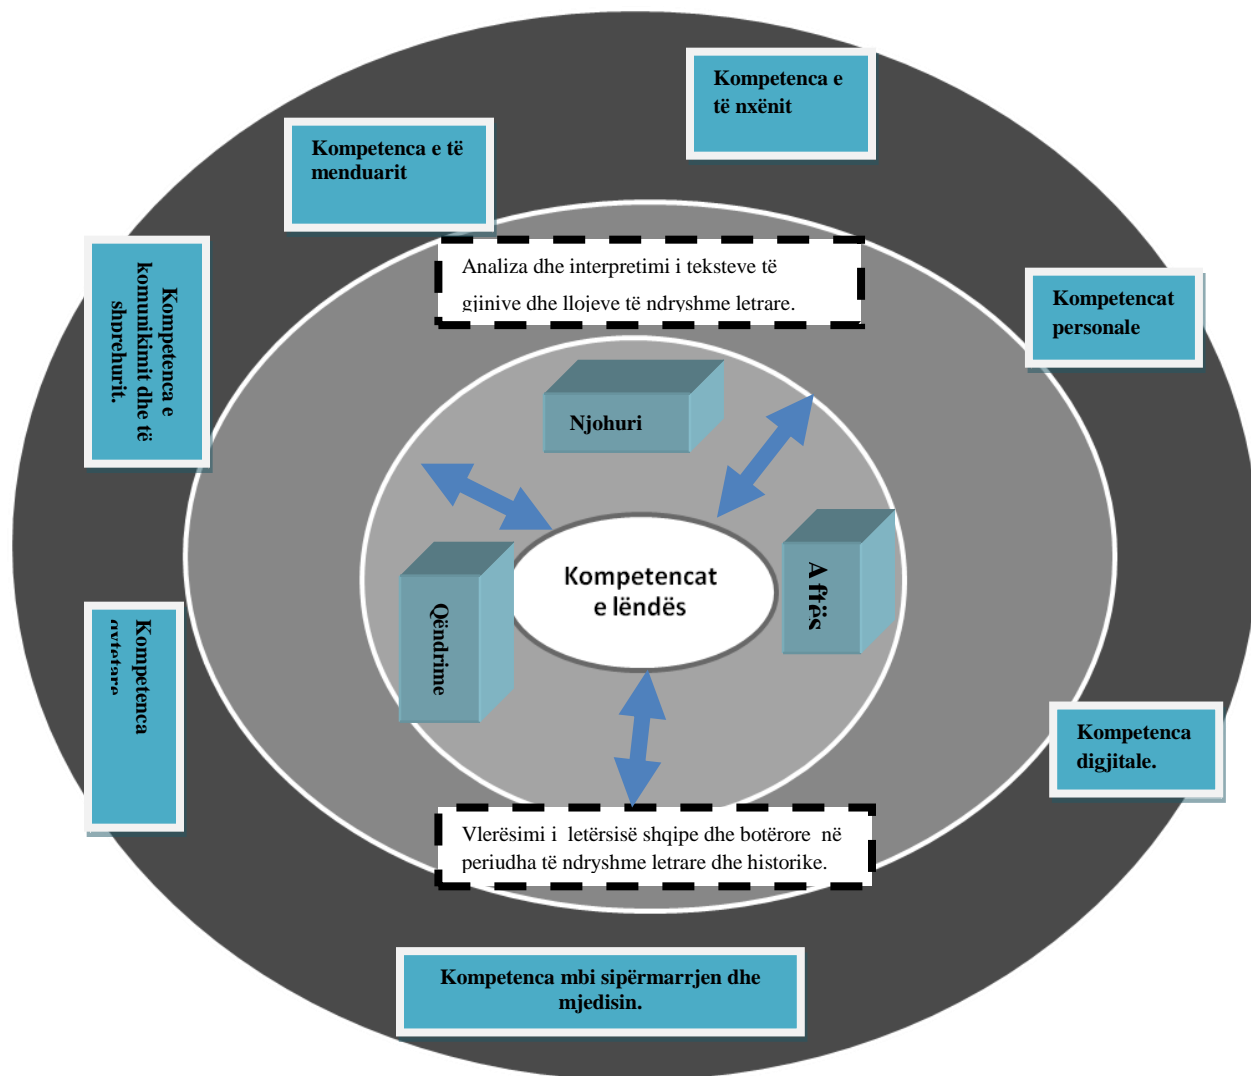 Kompetenca e
të nxënit
Kompetenca e të
menduarit
Kompetenca e
komunikimit dhe të
shprehurit.
Analiza dhe interpretimi i teksteve të
gjinive dhe llojeve të ndryshme letrare.
Kompetencat
personale
Njohuri
Kompetencat
e lëndës
Aftës
Qëndrime
Kompetenca
Kompetenca
digjitale.
Vlerësimi i letërsisë shqipe dhe botërore në
periudha të ndryshme letrare dhe historike.
Kompetenca mbi sipërmarrjen dhe
mjedisin.